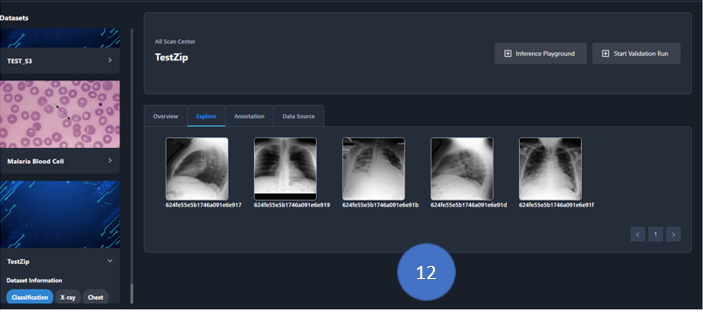 Datasets
TEST_S3
Malaria Blood Cell
TestZip
Dataset Information
Classification X-ray Chest
All Scan Center
TestZip
Inference Playground Start Validation Run
Overview Explore Annotation Data Source
624fe55e5b1746a091e6e917 624fe55e5b1746a091e6e919 624fe55e5b1746a091e6e91b 624fe55e5b1746a091e6e91d 624fe55e5b1746a091e6e91f
< 1 >
12